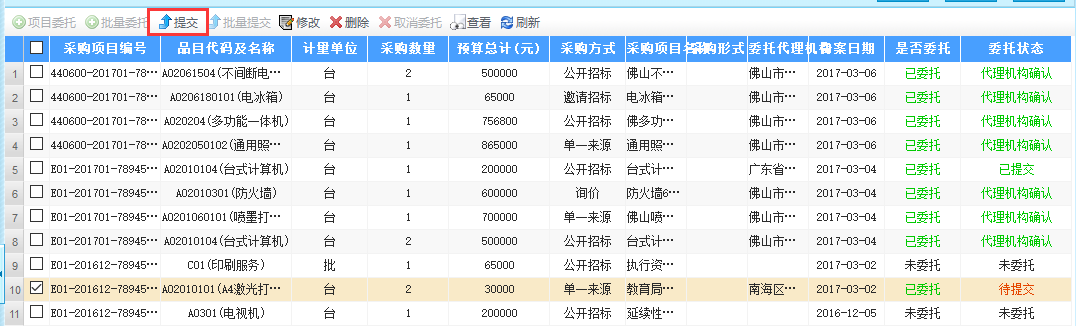 项目委托 批量委托 提交 批量提交 修改 删除 取消委托 查看 刷新
采购项目编号 品目代码及名称 计量单位 采购数量 预算总计(元) 采购方式 采购项目名 采购形式 委托代理机 备案日期 是否委托 委托状态
1 440600-201701-78··· A02061504(不间断电··· 台 2 500000 公开招标 佛山不··· 佛山市··· 2017-03-06 已委托 代理机构确认
2 440600-201701-78··· A0206180101(电冰箱) 台 1 65000 邀请招标 电冰箱··· 佛山市··· 2017-03-06 已委托 代理机构确认
3 440600-201701-78··· A020204(多功能一体机) 台 1 756800 公开招标 佛多功··· 佛山市··· 2017-03-06 已委托 代理机构确认
4 440600-201701-78··· A0202050102(通用照··· 台 1 865000 单一来源 通用照··· 佛山市··· 2017-03-06 已委托 代理机构确认
5 E01-201701-78945··· A02010104(台式计算机) 台 1 200000 公开招标 台式计··· 广东省··· 2017-03-04 已委托 已提交
6 E01-201701-78945··· A02010301(防火墙) 台 1 600000 询价 防火墙6··· 佛山市··· 2017-03-04 已委托 代理机构确认
7 E01-201701-78945··· A0201060101(喷墨打··· 台 1 700000 单一来源 佛山喷··· 佛山市··· 2017-03-04 已委托 代理机构确认
8 E01-201701-78945··· A02010104(台式计算机) 台 2 500000 公开招标 台式计··· 佛山市··· 2017-03-04 已委托 代理机构确认
9 E01-201612-78945··· C01(印刷服务) 批 1 65000 公开招标 执行资··· 2017-03-02 未委托 未委托
10 E01-201612-78945··· A02010101(A4激光打··· 台 2 30000 单一来源 教育局··· 南海区··· 2017-03-02 已委托 待提交
11 E01-201612-78945··· A0301(电视机) 台 1 200000 公开招标 延续性··· 2016-12-05 未委托 未委托